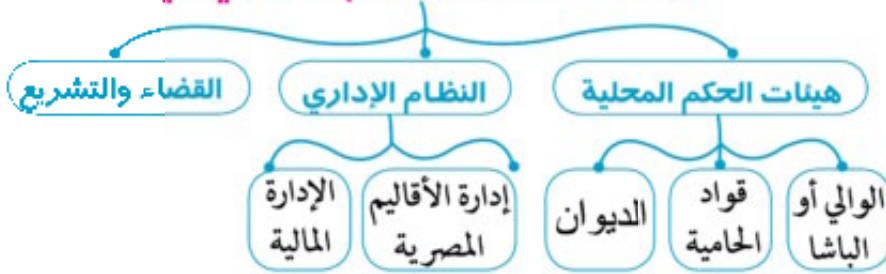 هيئات الحكم المحلية
النظام الإداري
القضاء والتشريع
الوالي أو
الباشا
قواد
الحامية
الديوان
إدارة الأقاليم
المصرية
الإدارة
المالية